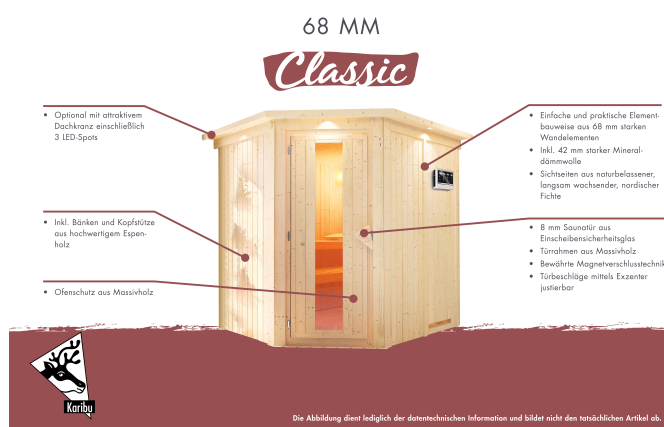 68 MM
Classic
• Optional mit attraktivem
Dachkranz einschließlich
3 LED-Spots
• Inkl. Bänken und Kopfstütze
aus hochwertigem Espen-
holz
• Ofenschutz aus Massivholz
• Einfache und praktische Element-
bauweise aus 68 mm starken
Wandelementen
• Inkl. 42 mm starker Mineral-
dämmwolle
• Sichtseiten aus naturbelassener,
langsam wachsender, nordischer
Fichte
• 8 mm Saunatür aus
Einscheibensicherheitsglas
• Türrahmen aus Massivholz
• Bewährte Magnetverschlusstechnik
• Türbeschläge mittels Exzenter
justierbar
Karibu
Die Abbildung dient lediglich der datentechnischen Information und bildet nicht den tatsächlichen Artikel ab.